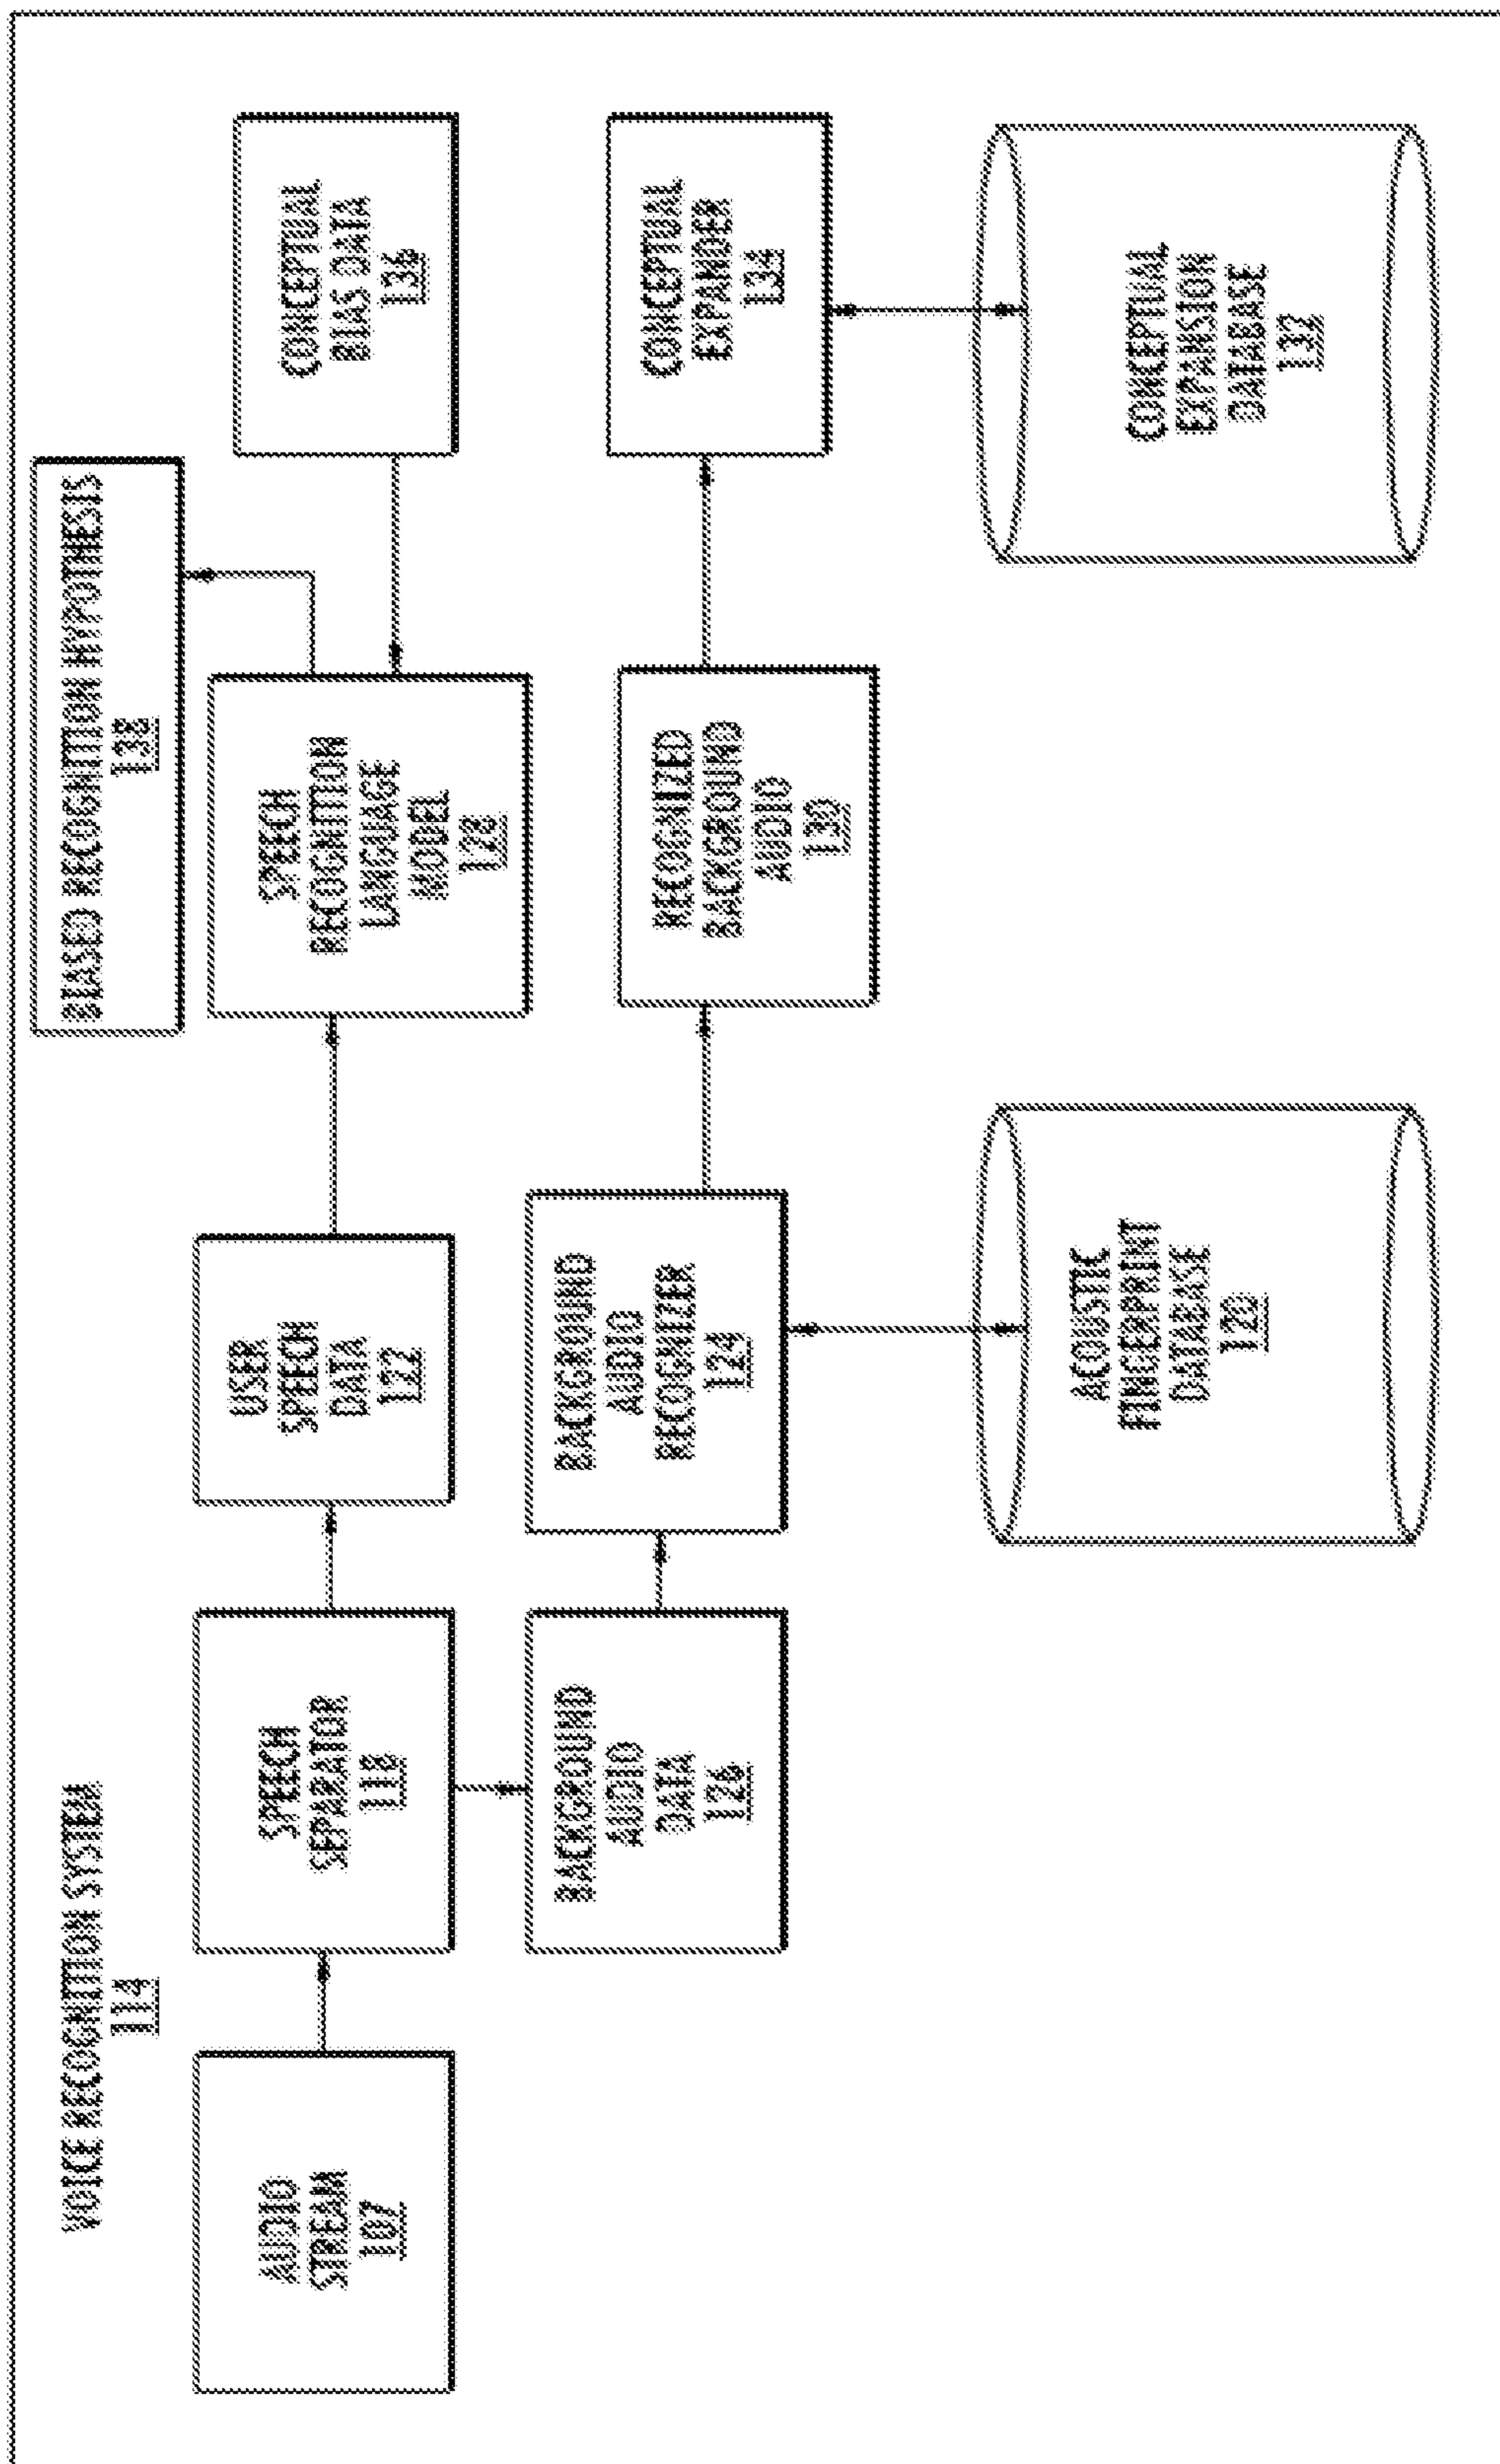 VOICE RECOGNITION SYSTEM
114
BIASED RECOGNITION HYPOTHESIS
138
AUDIO
STREAM
107
SPEECH
SEPARATOR
118
USER
SPEECH
DATA
122
SPEECH
RECOGNITION
LANGUAGE
MODEL
128
CONCEPTUAL
BIAS DATA
136
BACKGROUND
AUDIO
DATA
126
BACKGROUND
AUDIO
RECOGNIZER
124
RECOGNIZED
BACKGROUND
AUDIO
130
CONCEPTUAL
EXPANDER
134
ACOUSTIC
FINGERPRINT
DATABASE
120
CONCEPTUAL
EXPANSION
DATABASE
132